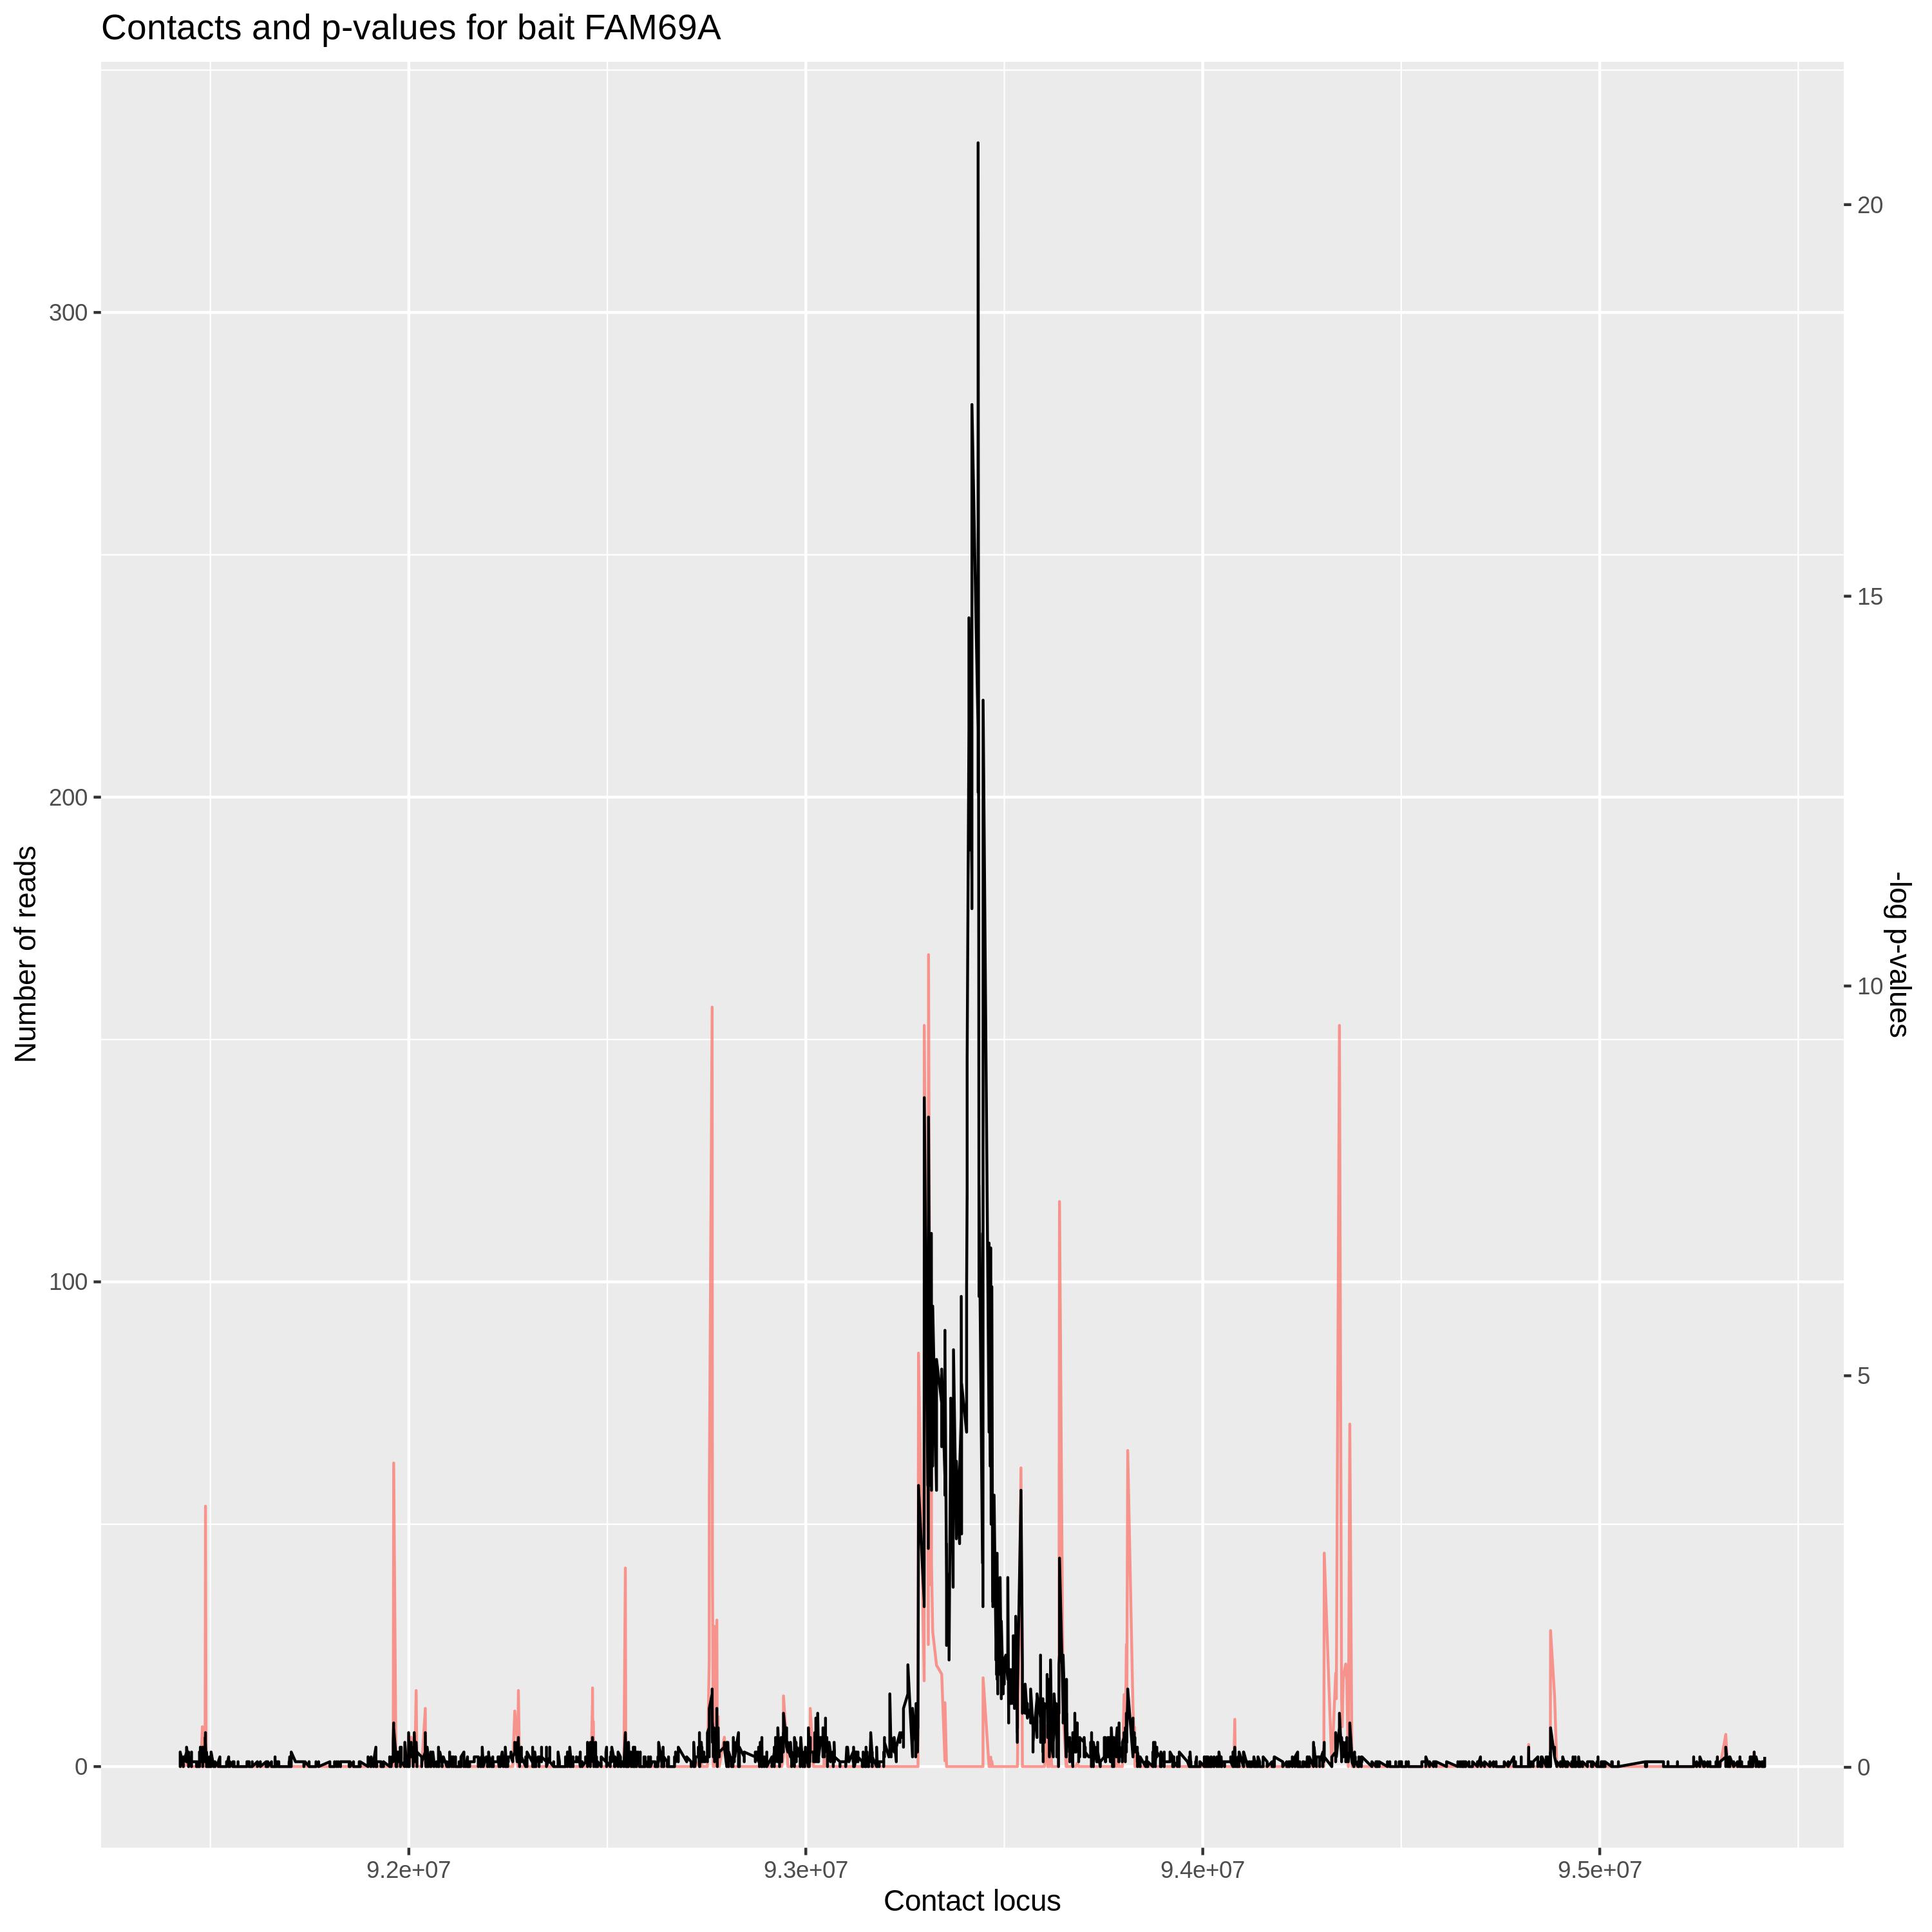 Contacts and p-values for bait FAM69A
300
200
100
0
Number of reads
20
15
10
5
0
-log p-values
9.2e+07
9.3e+07
9.4e+07
9.5e+07
Contact locus